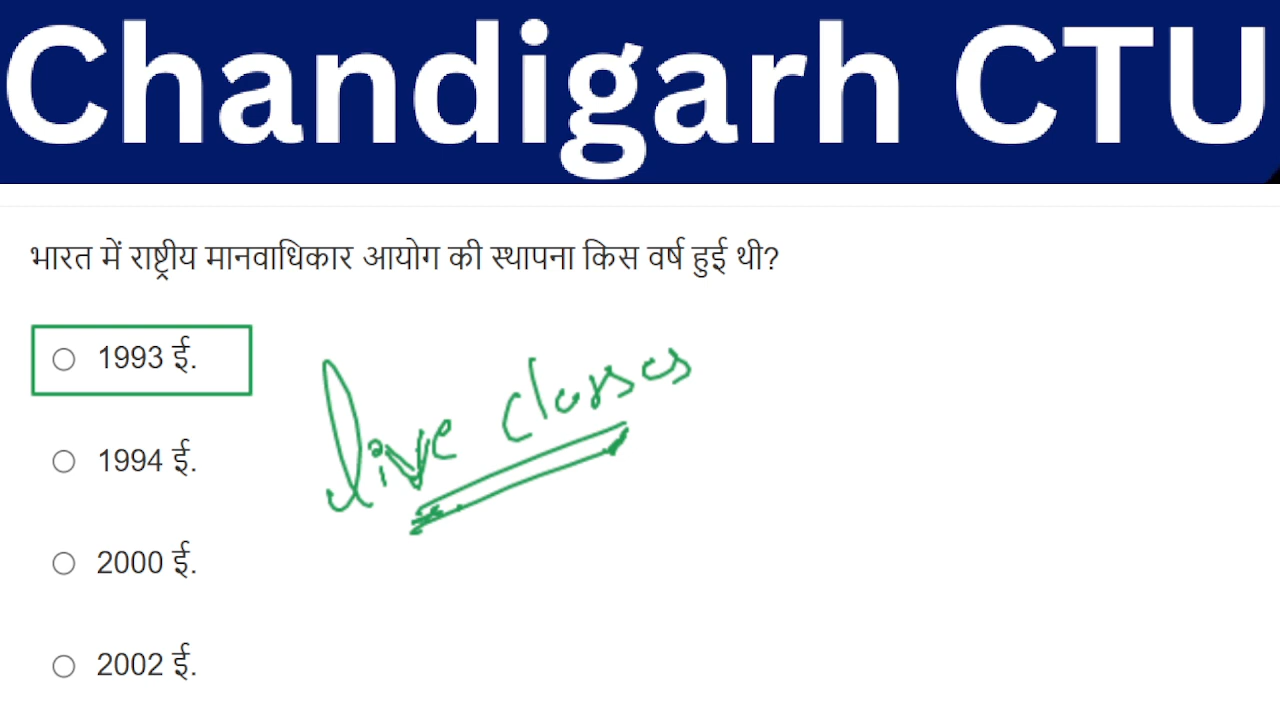 Chandigarh CTU
भारत में राष्ट्रीय मानवाधिकार आयोग की स्थापना किस वर्ष हुई थी?
1993 ई.
live classes
1994 ई.
2000 ई.
2002 ई.